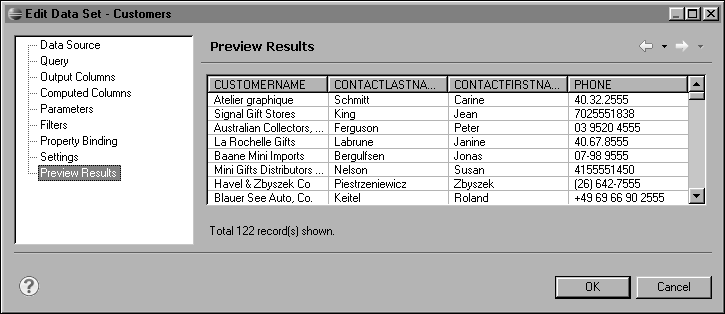 Edit Data Set - Customers
Data Source
Query
Output Columns
Computed Columns
Parameters
Filters
Property Binding
Settings
Preview Results
Preview Results
CUSTOMERNAME CONTACTLASTNA... CONTACTFIRSTNA... PHONE
Atelier graphique Schmitt Carine 40.32.2555
Signal Gift Stores King Jean 7025551838
Australian Collectors, ... Ferguson Peter 03 9520 4555
La Rochelle Gifts Labrune Janine 40.67.8555
Baane Mini Imports Bergulfsen Jonas 07-98 9555
Mini Gifts Distributors ... Nelson Susan 4155551450
Havel & Zbyszek Co Piestrzeniewicz Zbyszek (26) 642-7555
Blauer See Auto, Co. Keitel Roland +49 69 66 90 2555
Total 122 record(s) shown.
? OK Cancel